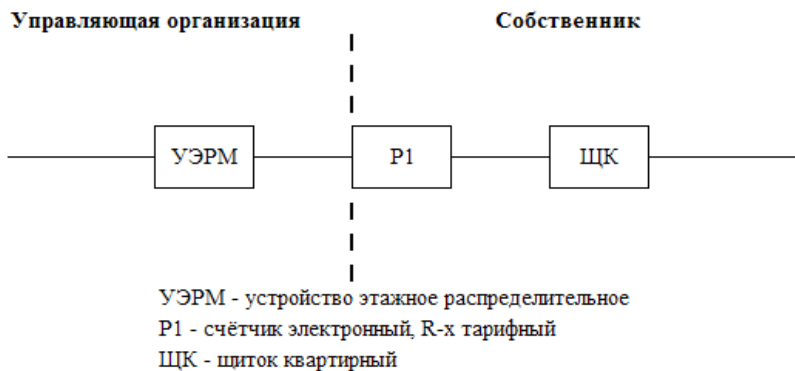 Управляющая организация
Собственник
УЭРМ
Р1
ЩК
УЭРМ - устройство этажное распределительное
Р1 - счётчик электронный, R-х тарифный
ЩК - щиток квартирный